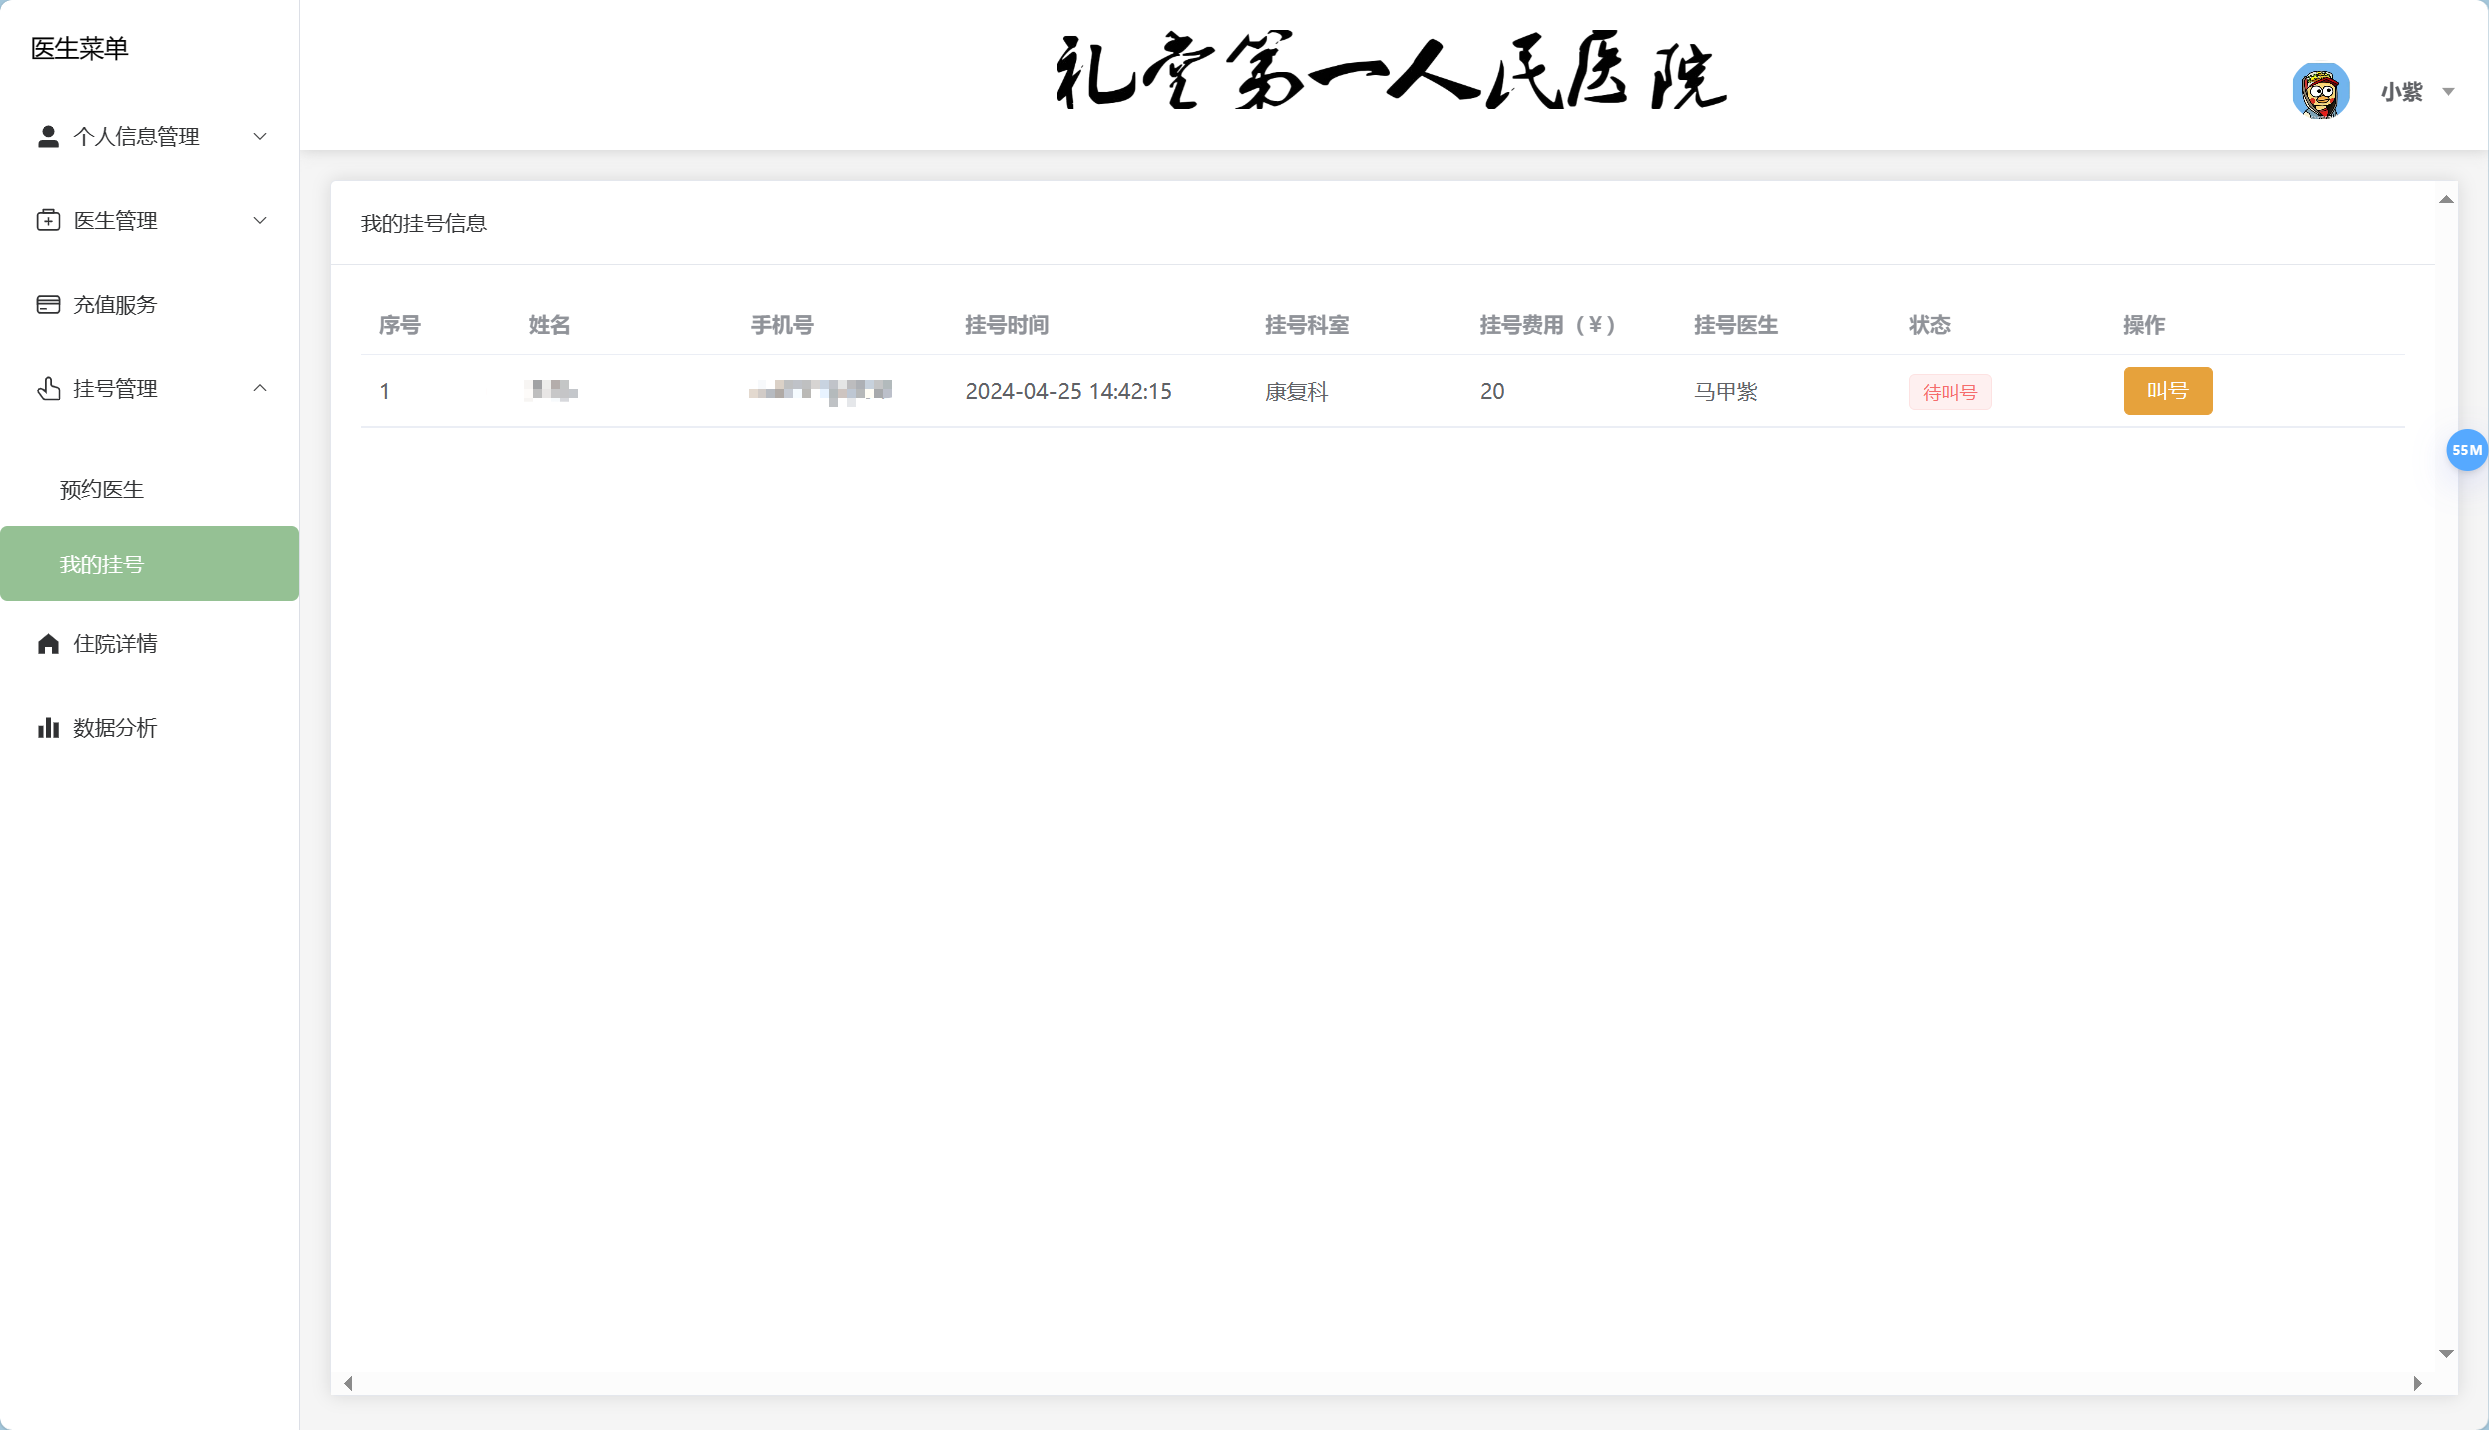 医生菜单
个人信息管理
医生管理
充值服务
挂号管理
预约医生
我的挂号
住院详情
数据分析
礼堂第一人民医院
小紫
我的挂号信息
序号 姓名 手机号 挂号时间 挂号科室 挂号费用（¥） 挂号医生 状态 操作
1 2024-04-25 14:42:15 康复科 20 马甲紫 待叫号 叫号
55M